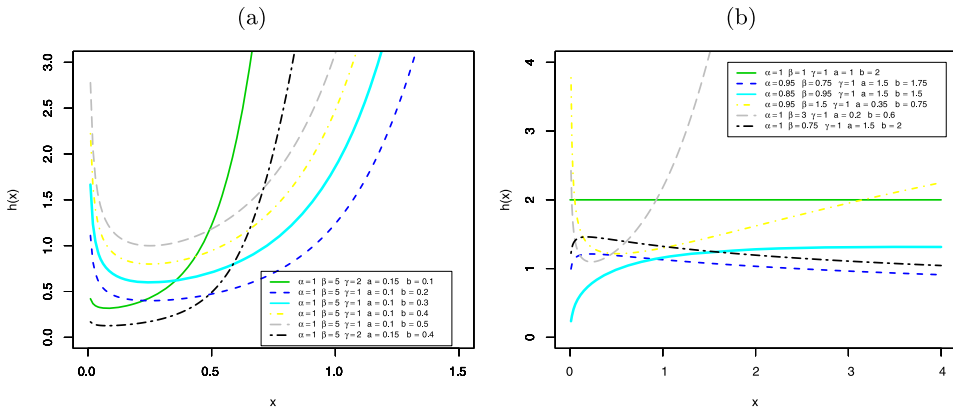 (a)
h(x)
3.0
2.5
2.0
1.5
1.0
0.5
0.0
α=1 β=5 γ=2 a=0.15 b=0.1
α=1 β=5 γ=1 a=0.1 b=0.2
α=1 β=5 γ=1 a=0.1 b=0.3
α=1 β=5 γ=1 a=0.1 b=0.4
α=1 β=5 γ=1 a=0.1 b=0.5
α=1 β=5 γ=2 a=0.15 b=0.4
0.0 0.5 1.0 1.5
x
(b)
h(x)
4
3
2
1
0
α=1 β=1 γ=1 a=1 b=2
α=0.95 β=0.75 γ=1 a=1.5 b=1.75
α=0.85 β=0.95 γ=1 a=1.5 b=1.5
α=0.95 β=1.5 γ=1 a=0.35 b=0.75
α=1 β=3 γ=1 a=0.2 b=0.6
α=1 β=0.75 γ=1 a=1.5 b=2
0 1 2 3 4
x